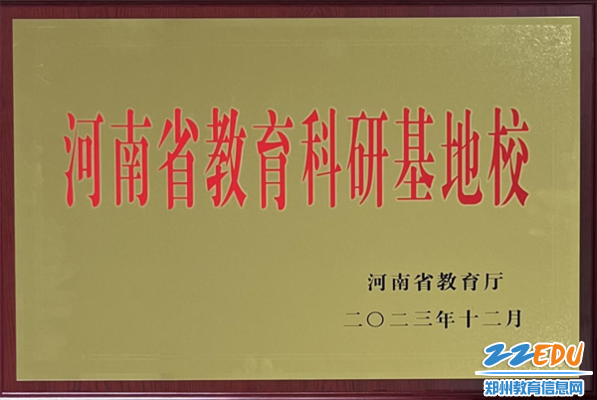 河南省教育科研基地校
河南省教育厅
二〇二三年十二月
ZZEDU
郑州教育信息网